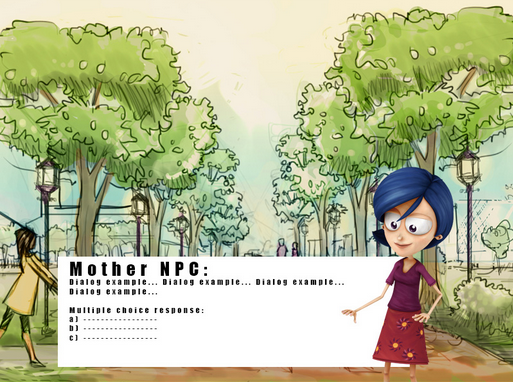 Mother NPC:
Dialog example... Dialog example... Dialog example...
Dialog example...
Multiple choice response:
a) ----------------
b) ----------------
c) ----------------